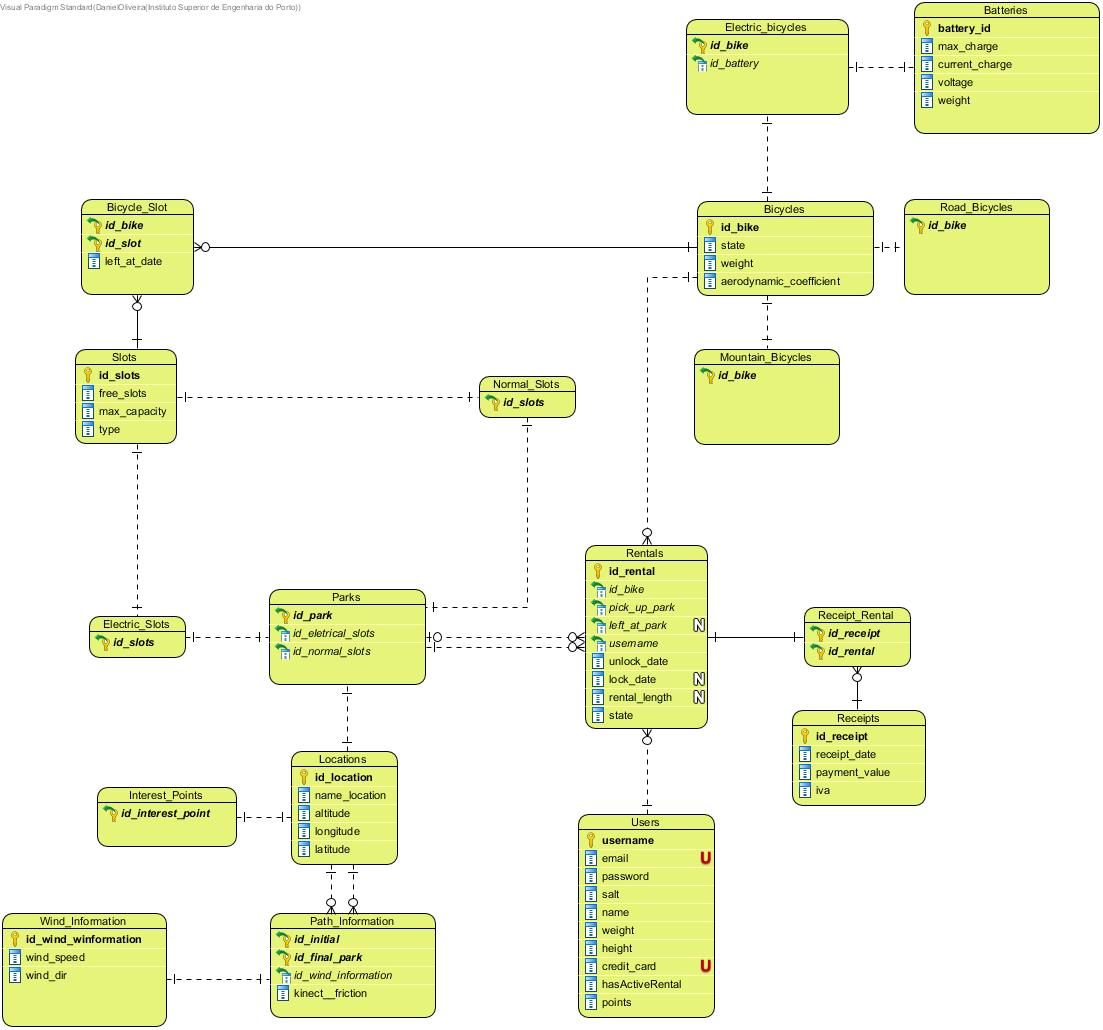 Visual Paradigm Standard(DanielOliveira(Instituto Superior de Engenharia do Porto))
Batteries
battery_id
max_charge
current_charge
voltage
weight
Electric_bicycles
id_bike
id_battery
Bicycle_Slot
id_bike
id_slot
left_at_date
Bicycles
id_bike
state
weight
aerodynamic_coefficient
Road_Bicycles
id_bike
Slots
id_slots
free_slots
max_capacity
type
Normal_Slots
id_slots
Mountain_Bicycles
id_bike
Rentals
id_rental
id_bike
pick_up_park
left_at_park N
username
unlock_date
lock_date N
rental_length N
state
Parks
id_park
id_eletrical_slots
id_normal_slots
Electric_Slots
id_slots
Receipt_Rental
id_receipt
id_rental
Receipts
id_receipt
receipt_date
payment_value
iva
Locations
id_location
name_location
altitude
longitude
latitude
Interest_Points
id_interest_point
Users
username
email U
password
salt
name
weight
height
credit_card U
hasActiveRental
points
Wind_Information
id_wind_winformation
wind_speed
wind_dir
Path_Information
id_initial
id_final_park
id_wind_information
kinect__friction